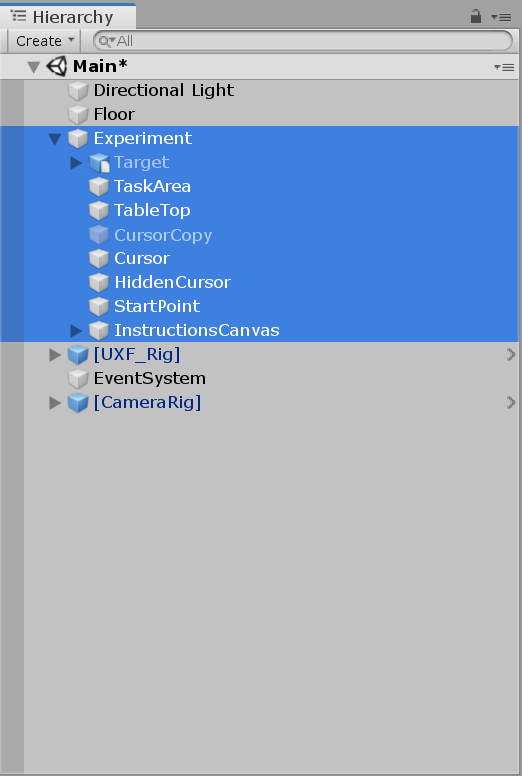 Hierarchy
Create All
Main*
Directional Light
Floor
Experiment
Target
TaskArea
TableTop
CursorCopy
Cursor
HiddenCursor
StartPoint
InstructionsCanvas
[UXF_Rig]
EventSystem
[CameraRig]